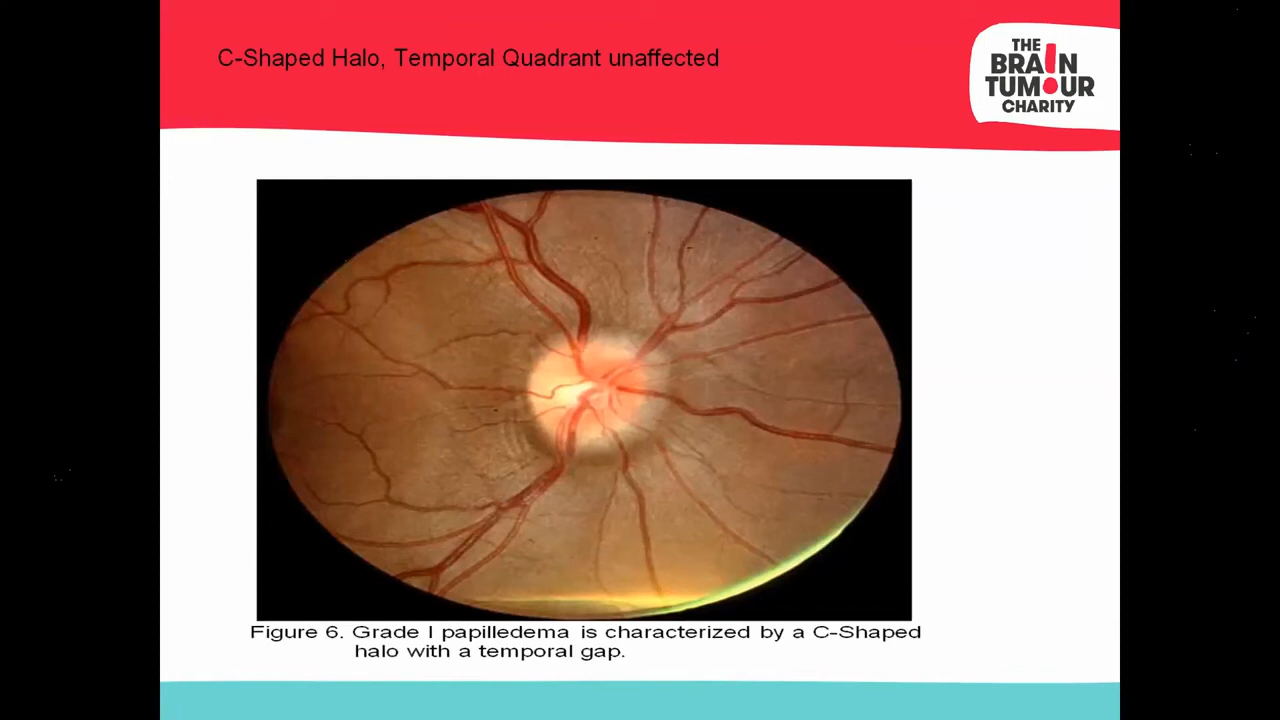 C-Shaped Halo, Temporal Quadrant unaffected
THE
BRAIN
TUMOUR
CHARITY
Figure 6. Grade I papilledema is characterized by a C-Shaped
halo with a temporal gap.